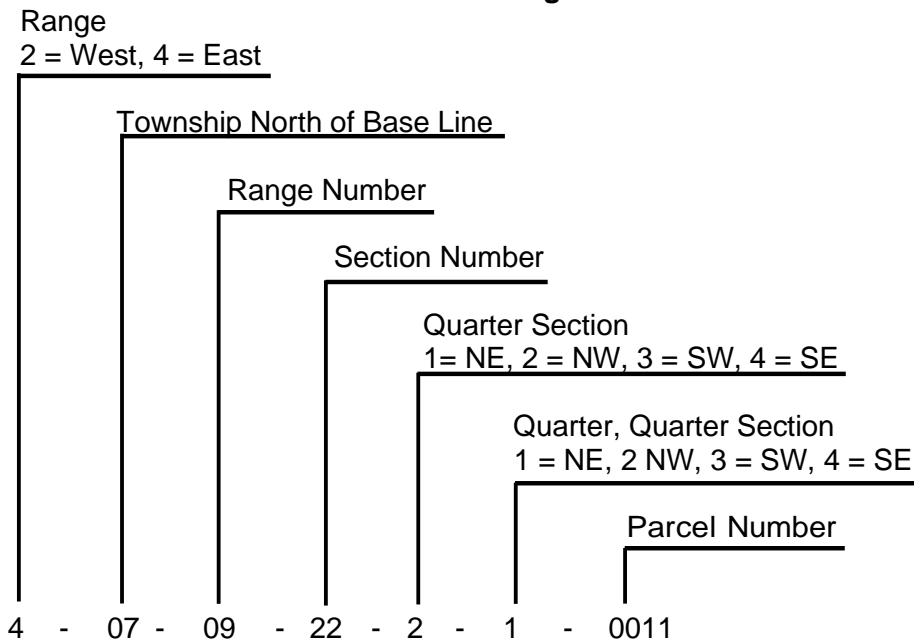 Range
2 = West, 4 = East
Township North of Base Line
Range Number
Section Number
Quarter Section
1= NE, 2 = NW, 3 = SW, 4 = SE
Quarter, Quarter Section
1 = NE, 2 NW, 3 = SW, 4 = SE
Parcel Number
4 - 07 - 09 - 22 - 2 - 1 - 0011